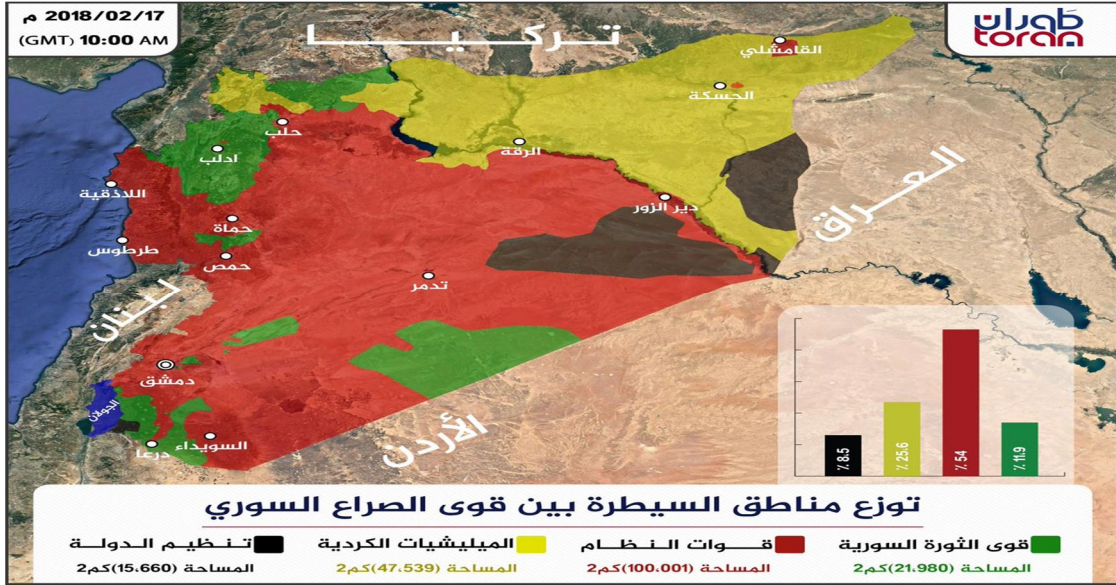 2018/02/17 م
(GMT) 10:00 AM
طوران
toran
تركيا
القامشلي
الحسكة
حلب
ادلب
الرقة
العراق
اللاذقية
دير الزور
حماة
طرطوس
حمص
تدمر
لبنان
دمشق
الجولان
السويداء
درعا
الأردن
٪ 8.5
٪ 25.6
٪ 54
٪ 11.9
توزع مناطق السيطرة بين قوى الصراع السوري
قوى الثورة السورية
المساحة (21،980)كم2
قوات النظام
المساحة (100،001)كم2
الميليشيات الكردية
المساحة (47،539)كم2
تنظيم الدولة
المساحة (15،660)كم2